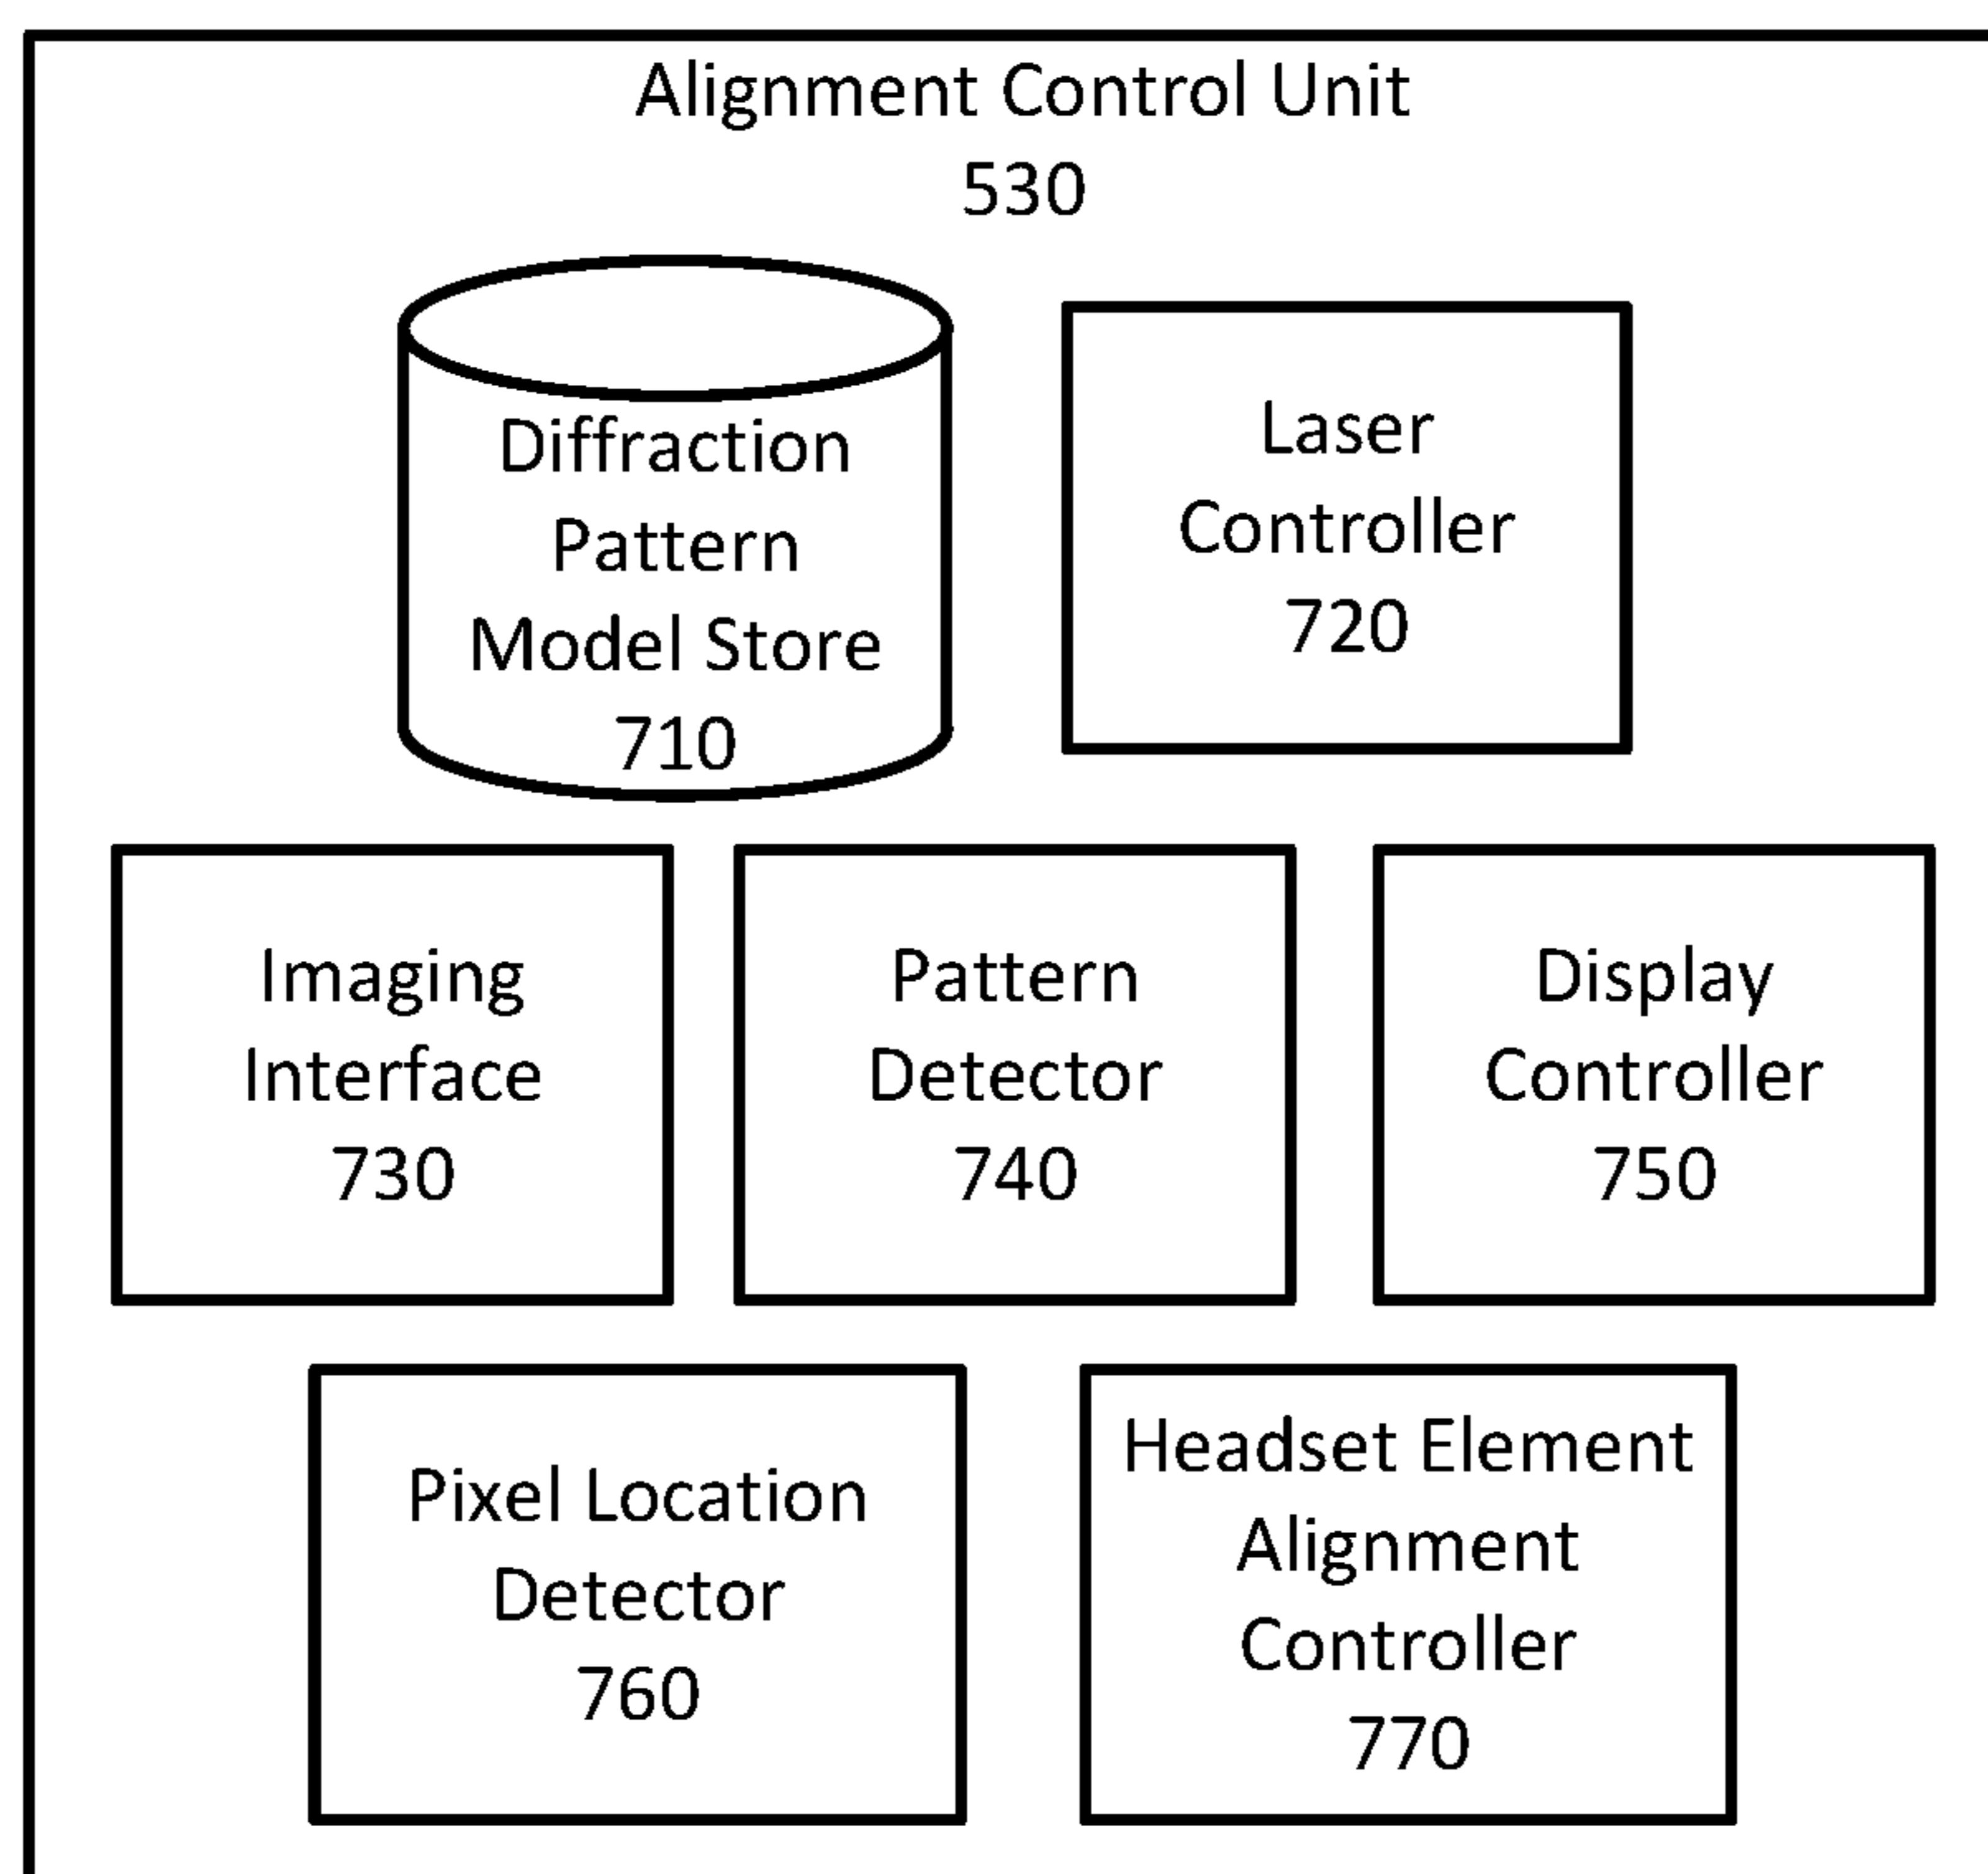 Alignment Control Unit
530
Diffraction
Pattern
Model Store
710
Laser
Controller
720
Imaging
Interface
730
Pattern
Detector
740
Display
Controller
750
Pixel Location
Detector
760
Headset Element
Alignment
Controller
770